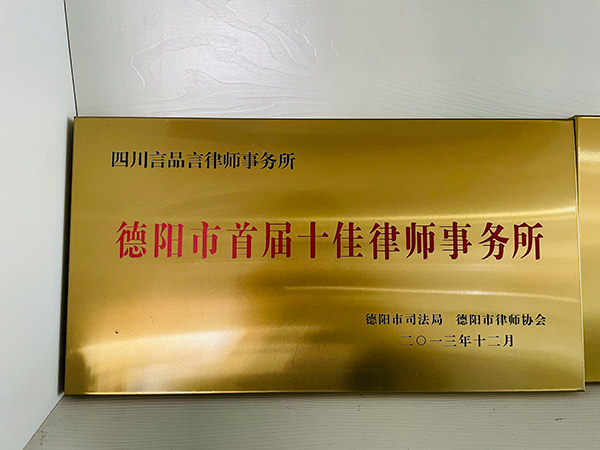 四川言品言律师事务所
德阳市首届十佳律师事务所
德阳市司法局 德阳市律师协会
二〇一三年十二月